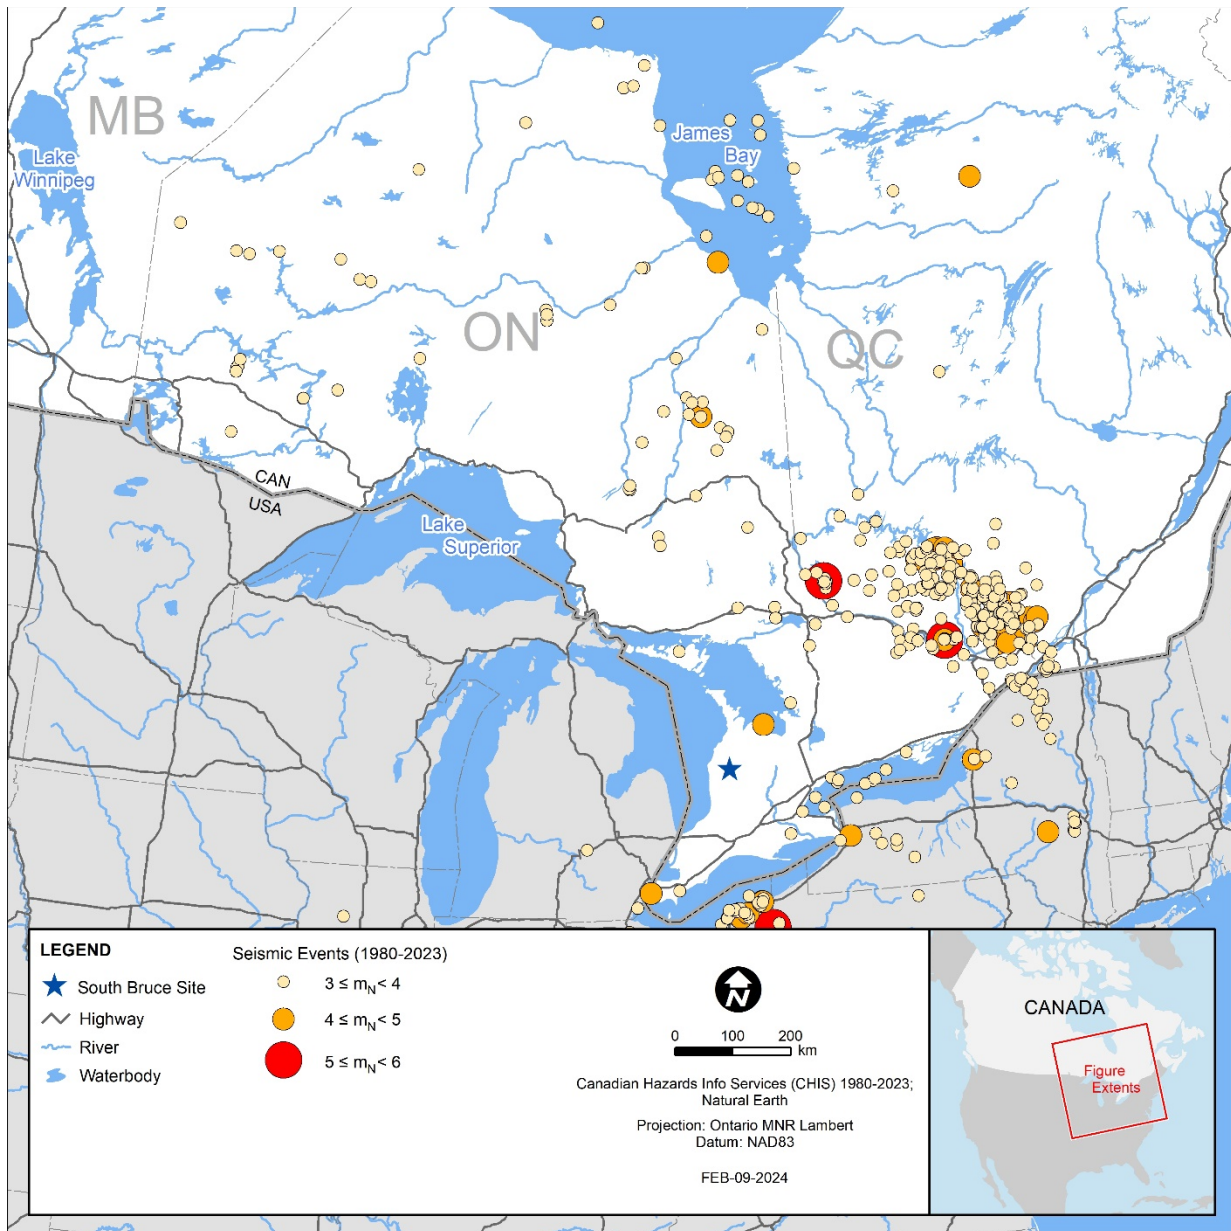 MB
Lake
Winnipeg
James
Bay
ON
QC
CAN
USA
Lake
Superior
LEGEND
South Bruce Site
Highway
River
Waterbody
Seismic Events (1980-2023)
3 ≤ mN< 4
4 ≤ mN< 5
5 ≤ mN< 6
N
0 100 200
km
Canadian Hazards Info Services (CHIS) 1980-2023;
Natural Earth
Projection: Ontario MNR Lambert
Datum: NAD83
FEB-09-2024
CANADA
Figure
Extents